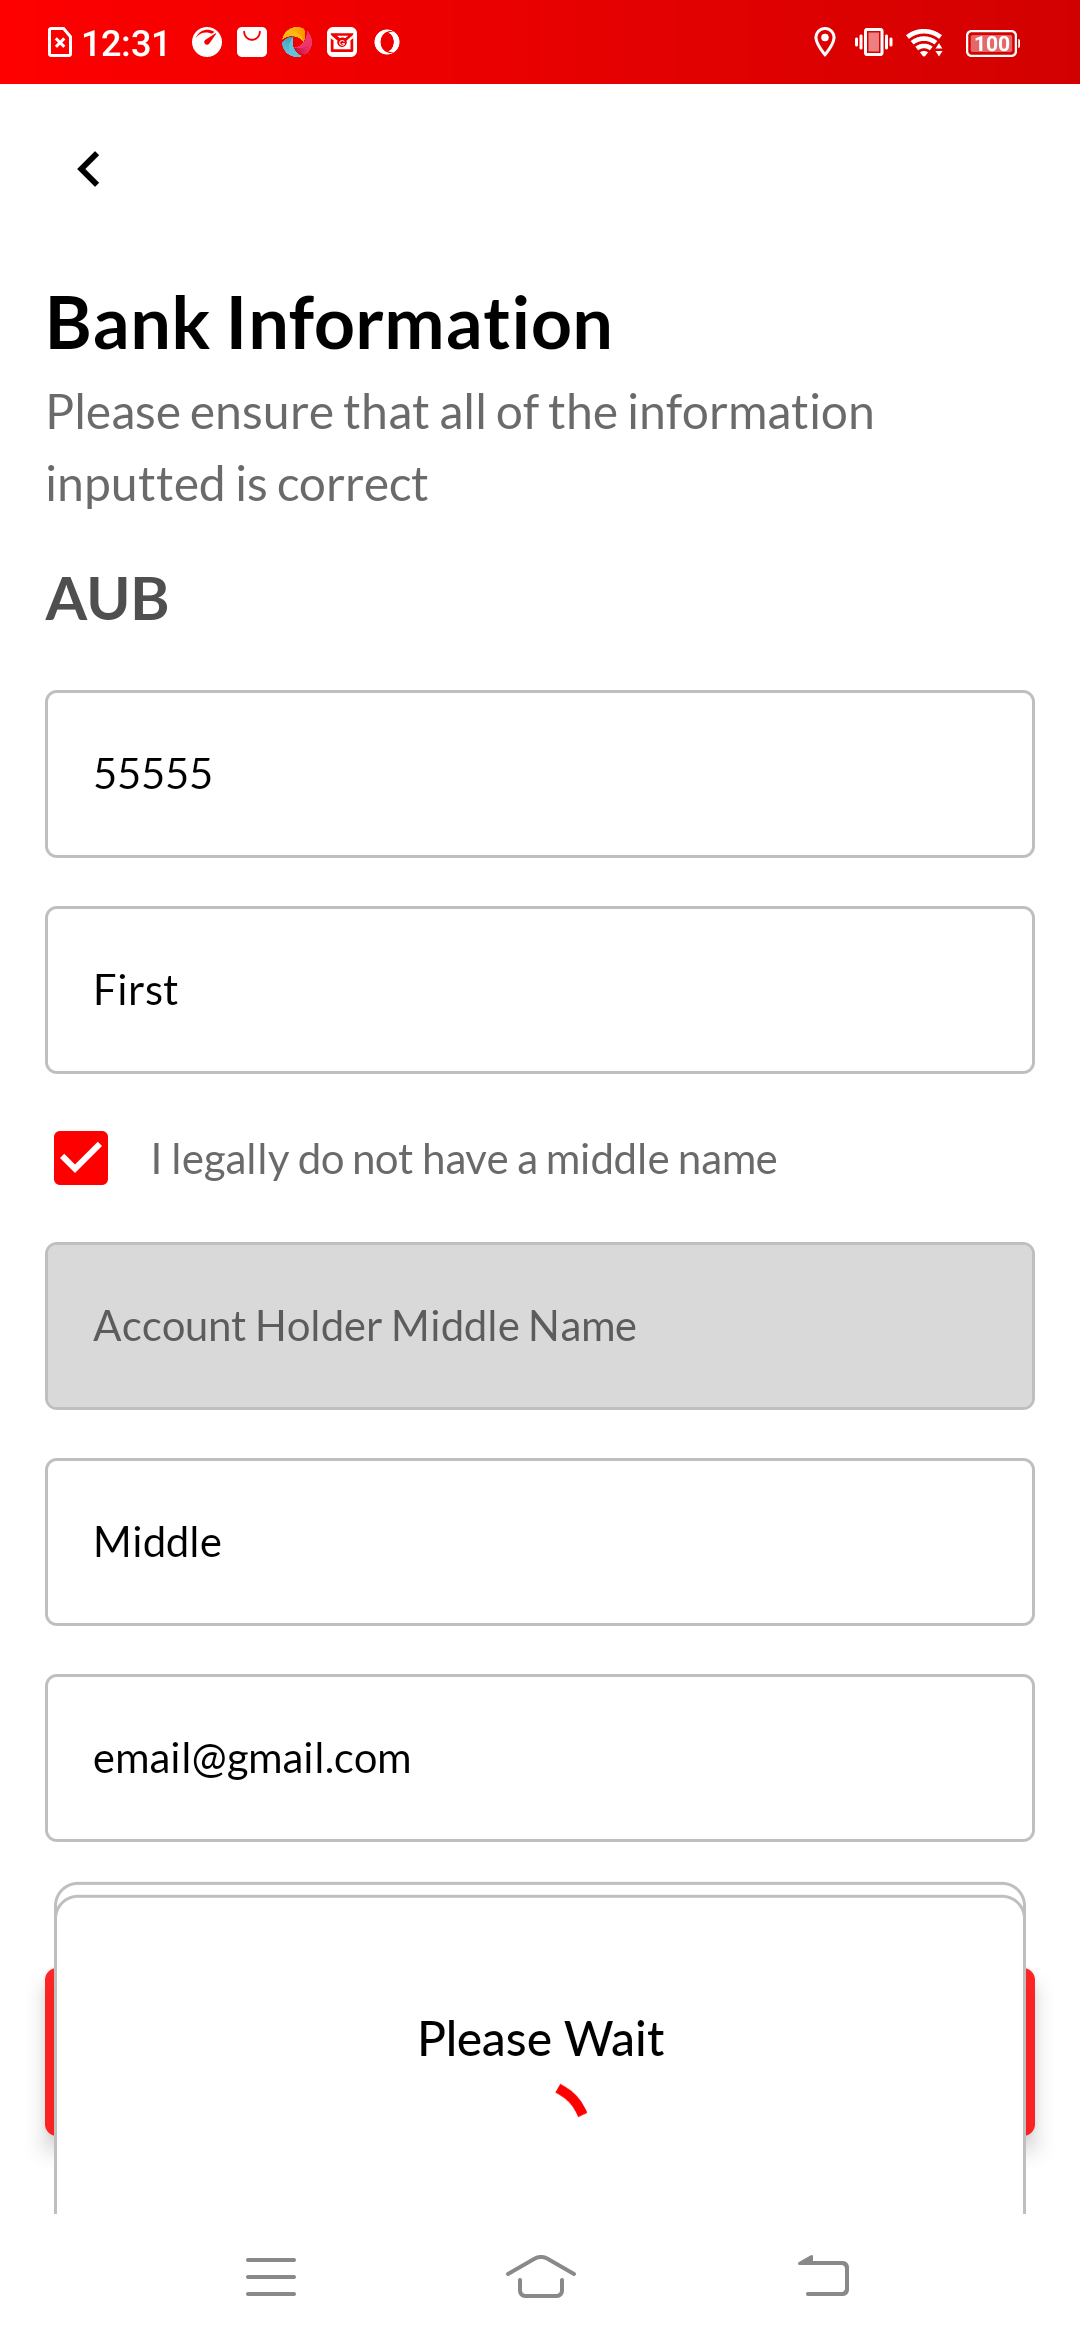 12:31
100
Bank Information
Please ensure that all of the information
inputted is correct
AUB
55555
First
I legally do not have a middle name
Account Holder Middle Name
Middle
email@gmail.com
Please Wait